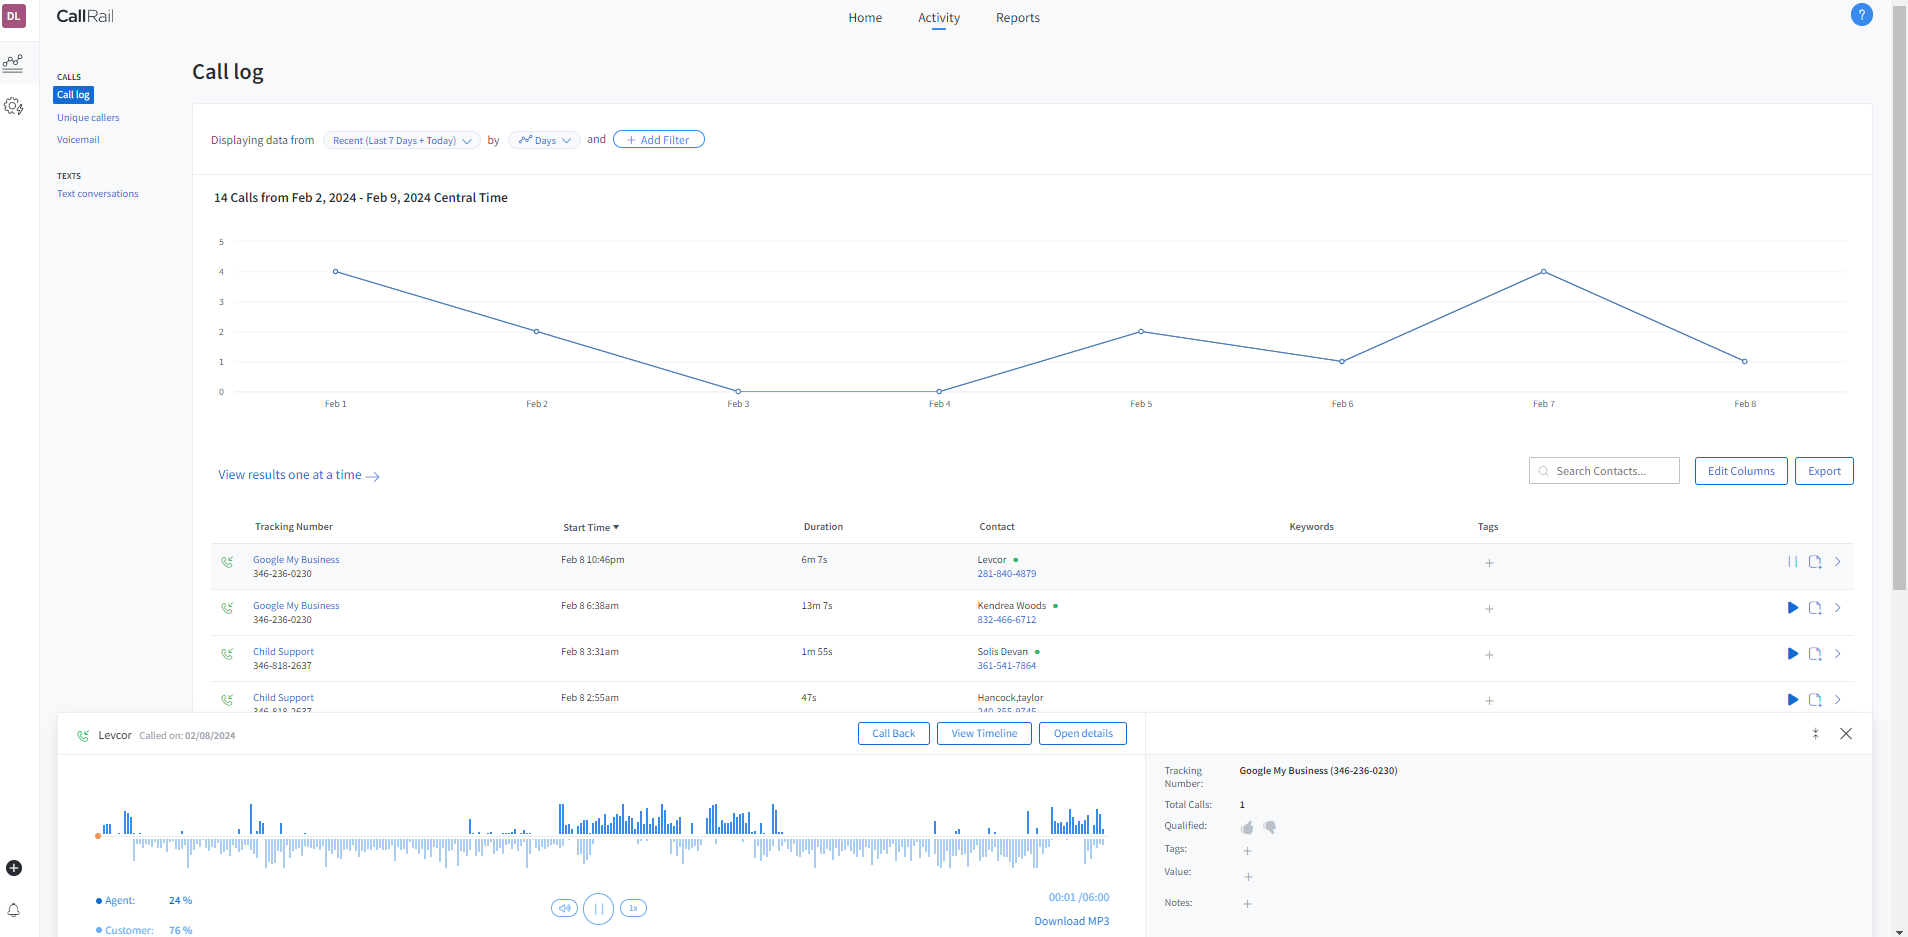 DL
CallRail
Home Activity Reports
?
CALLS
Call log
Unique callers
Voicemail
TEXTS
Text conversations
Call log
Displaying data from Recent (Last 7 Days + Today) by Days and + Add Filter
14 Calls from Feb 2, 2024 - Feb 9, 2024 Central Time
5
4
3
2
1
0
Feb 1 Feb 2 Feb 3 Feb 4 Feb 5 Feb 6 Feb 7 Feb 8
View results one at a time
Search Contacts...
Edit Columns
Export
Tracking Number Start Time Duration Contact Keywords Tags
Google My Business Feb 8 10:46pm 6m 7s Levcor
346-236-0230 281-840-4879
Google My Business Feb 8 6:38am 13m 7s Kendrea Woods
346-236-0230 832-466-6712
Child Support Feb 8 3:31am 1m 55s Solis Devan
346-818-2637 361-541-7864
Child Support Feb 8 2:55am 47s Hancock,taylor
346-818-2637 240-355-9745
Levcor Called on: 02/08/2024
Call Back View Timeline Open details
Agent: 24 %
Customer: 76 %
1x
00:01 /06:00
Download MP3
Tracking Number: Google My Business (346-236-0230)
Total Calls: 1
Qualified:
Tags:
Value:
Notes: